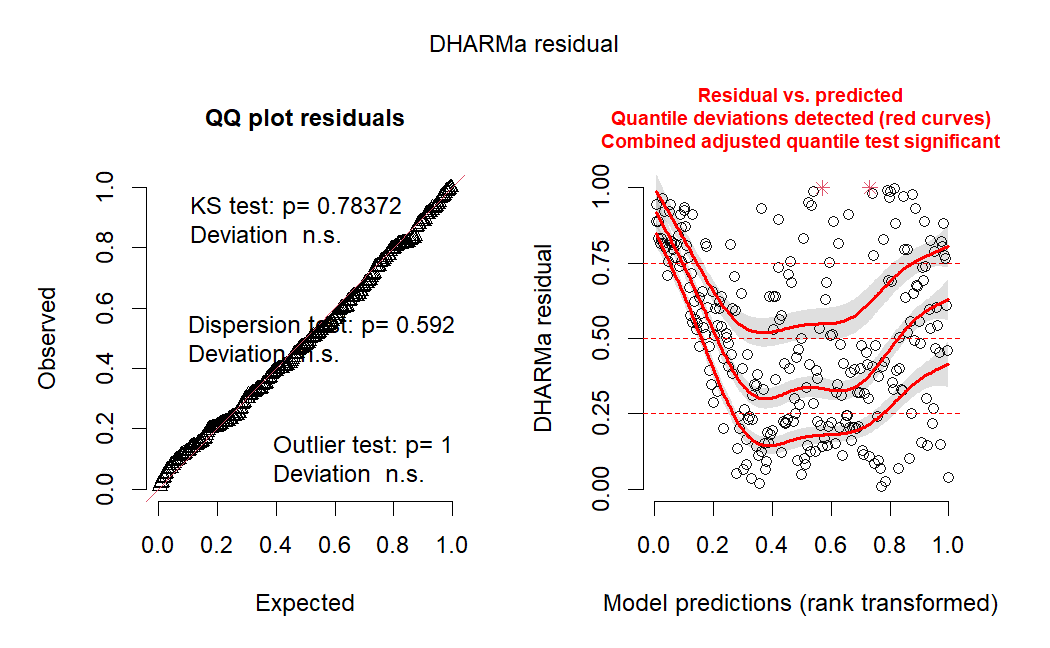 DHARMa residual
QQ plot residuals
KS test: p= 0.78372
Deviation  n.s.
Dispersion test: p= 0.592
Deviation  n.s.
Outlier test: p= 1
Deviation  n.s.
Observed
0.0 0.2 0.4 0.6 0.8 1.0
0.0 0.2 0.4 0.6 0.8 1.0
Expected
Residual vs. predicted
Quantile deviations detected (red curves)
Combined adjusted quantile test significant
DHARMa residual
0.00 0.25 0.50 0.75 1.00
0.0 0.2 0.4 0.6 0.8 1.0
Model predictions (rank transformed)